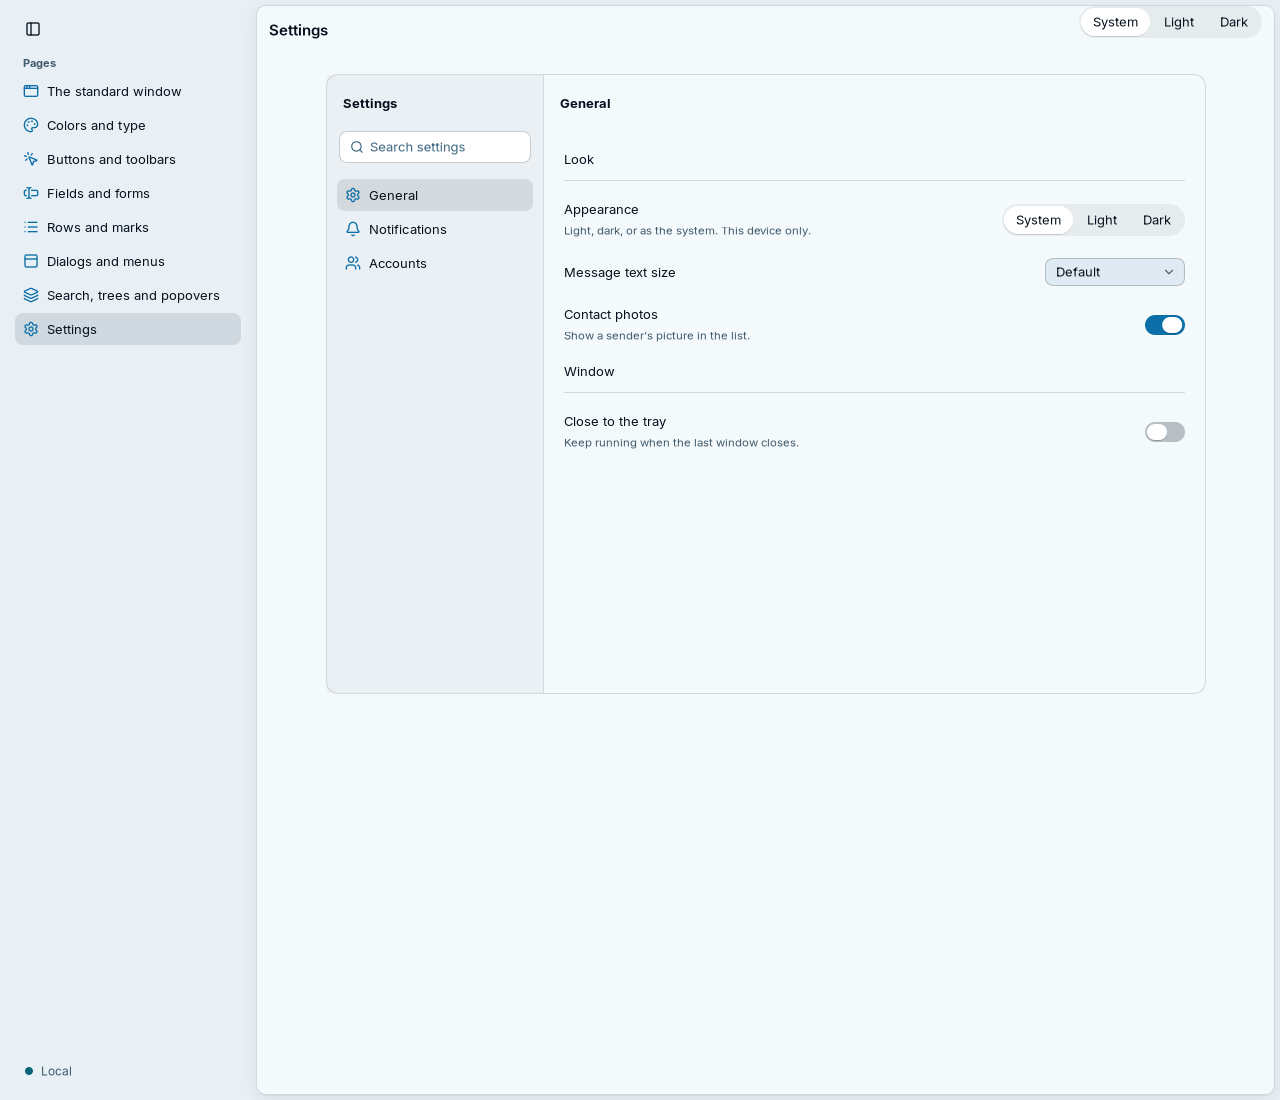 Pages
The standard window
Colors and type
Buttons and toolbars
Fields and forms
Rows and marks
Dialogs and menus
Search, trees and popovers
Settings
Local
Settings
System Light Dark
Settings
Search settings
General
Notifications
Accounts
General
Look
Appearance
Light, dark, or as the system. This device only.
System Light Dark
Message text size
Default
Contact photos
Show a sender's picture in the list.
Window
Close to the tray
Keep running when the last window closes.